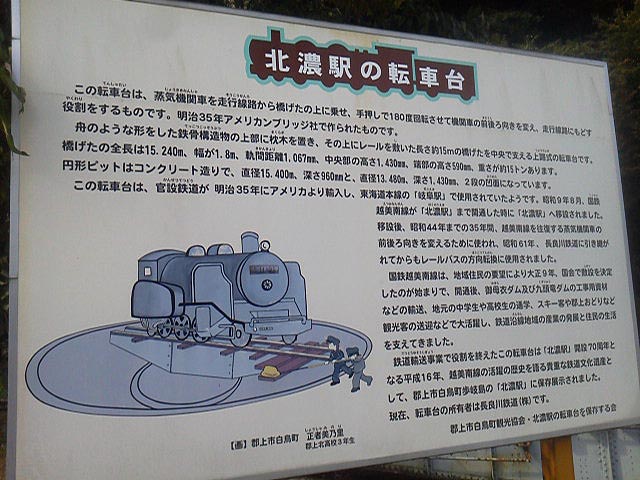 北濃駅の転車台
この転車台は、蒸気機関車を走行線路から橋げたの上に乗せ、手押しで180度回転させて機関車の前後ろ向きを変え、走行線路にもどす
役割をするものです。明治35年アメリカンブリッジ社で作られたものです。
舟のような形をした鉄骨構造物の上部に枕木を置き、その上にレールを敷いた長さ約15mの橋げたを中央で支える上路式の転車台です。
橋げたの全長は15.240m、幅が1.8m、軌間距離1,067mm、中央部の高さ1.430m、端部の高さ590mm、重さが約15トンあります。
円形ピットはコンクリート造りで、直径15.400m、深さ960mmと、直径13.480m、深さ1.430m、2段の凹面になっています。
この転車台は、官設鉄道が 明治35年にアメリカより輸入し、東海道本線の「岐阜駅」で使用されていたようです。昭和9年8月、国鉄
越美南線が「北濃駅」まで開通した時に「北濃駅」へ移設されました。
移設後、昭和44年までの35年間、越美南線を往復する蒸気機関車の
前後ろ向きを変えるために使われ、昭和61年、長良川鉄道に引き継が
れてからもレールバスの方向転換に使用されました。
国鉄越美南線は、地域住民の要望により大正9年、国会で敷設を決定
したのが始まりで、開通後、御母衣ダム及び九頭竜ダムの工事用資材
などの輸送、地元の中学生や高校生の通学、スキー客や郡上おどりなど
観光客の送迎などで大活躍し、鉄道沿線地域の産業の発展と住民の生活
を支えてきました。
鉄道輸送事業で役割を終えたこの転車台は「北濃駅」開設70周年と
なる平成16年、越美南線の活躍の歴史を語る貴重な鉄道文化遺産と
して、郡上市白鳥町歩岐島の「北濃駅」に保存展示されました。
現在、転車台の所有者は長良川鉄道(株)です。
郡上市白鳥町観光協会・北濃駅の転車台を保存する会
【画】郡上市白鳥町 正者美乃里
郡上北高校3年生